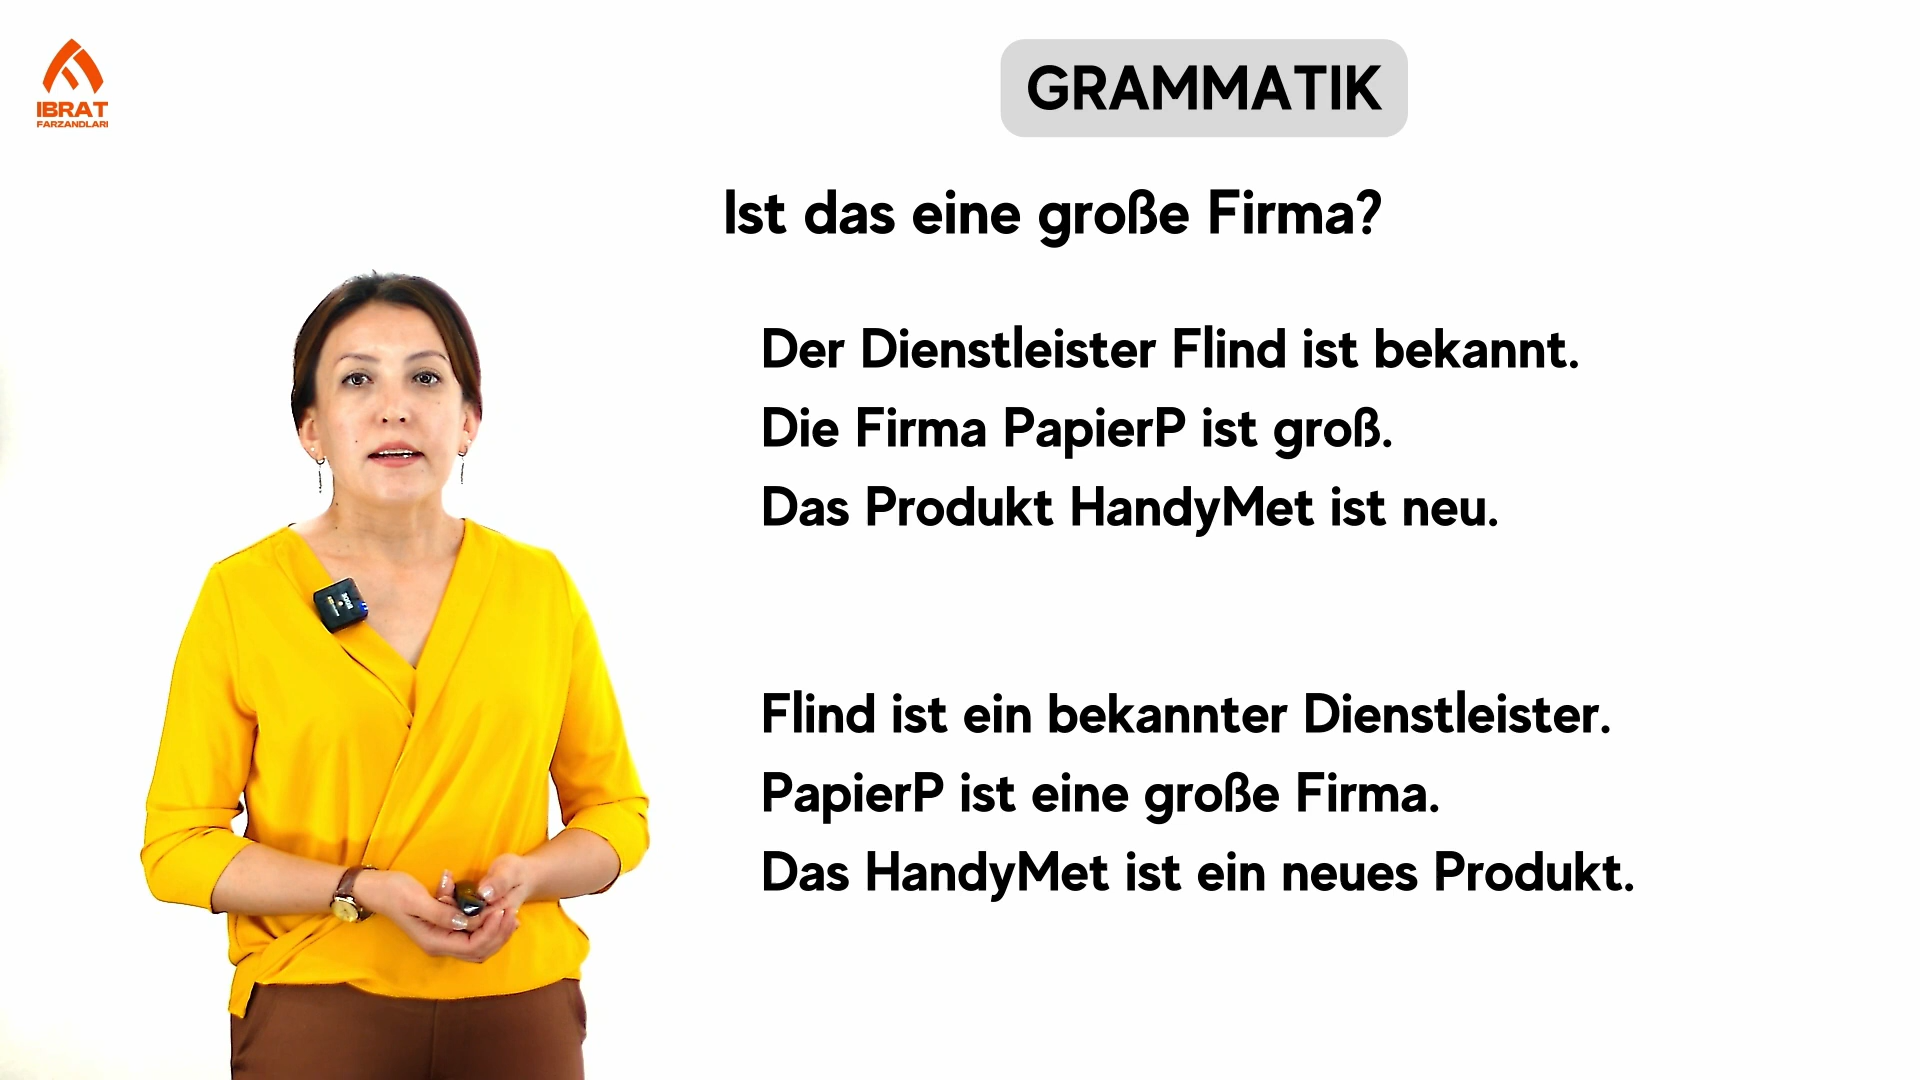 IBRAT
FARZANDLARI
GRAMMATIK
Ist das eine große Firma?
Der Dienstleister Flind ist bekannt.
Die Firma PapierP ist groß.
Das Produkt HandyMet ist neu.
Flind ist ein bekannter Dienstleister.
PapierP ist eine große Firma.
Das HandyMet ist ein neues Produkt.